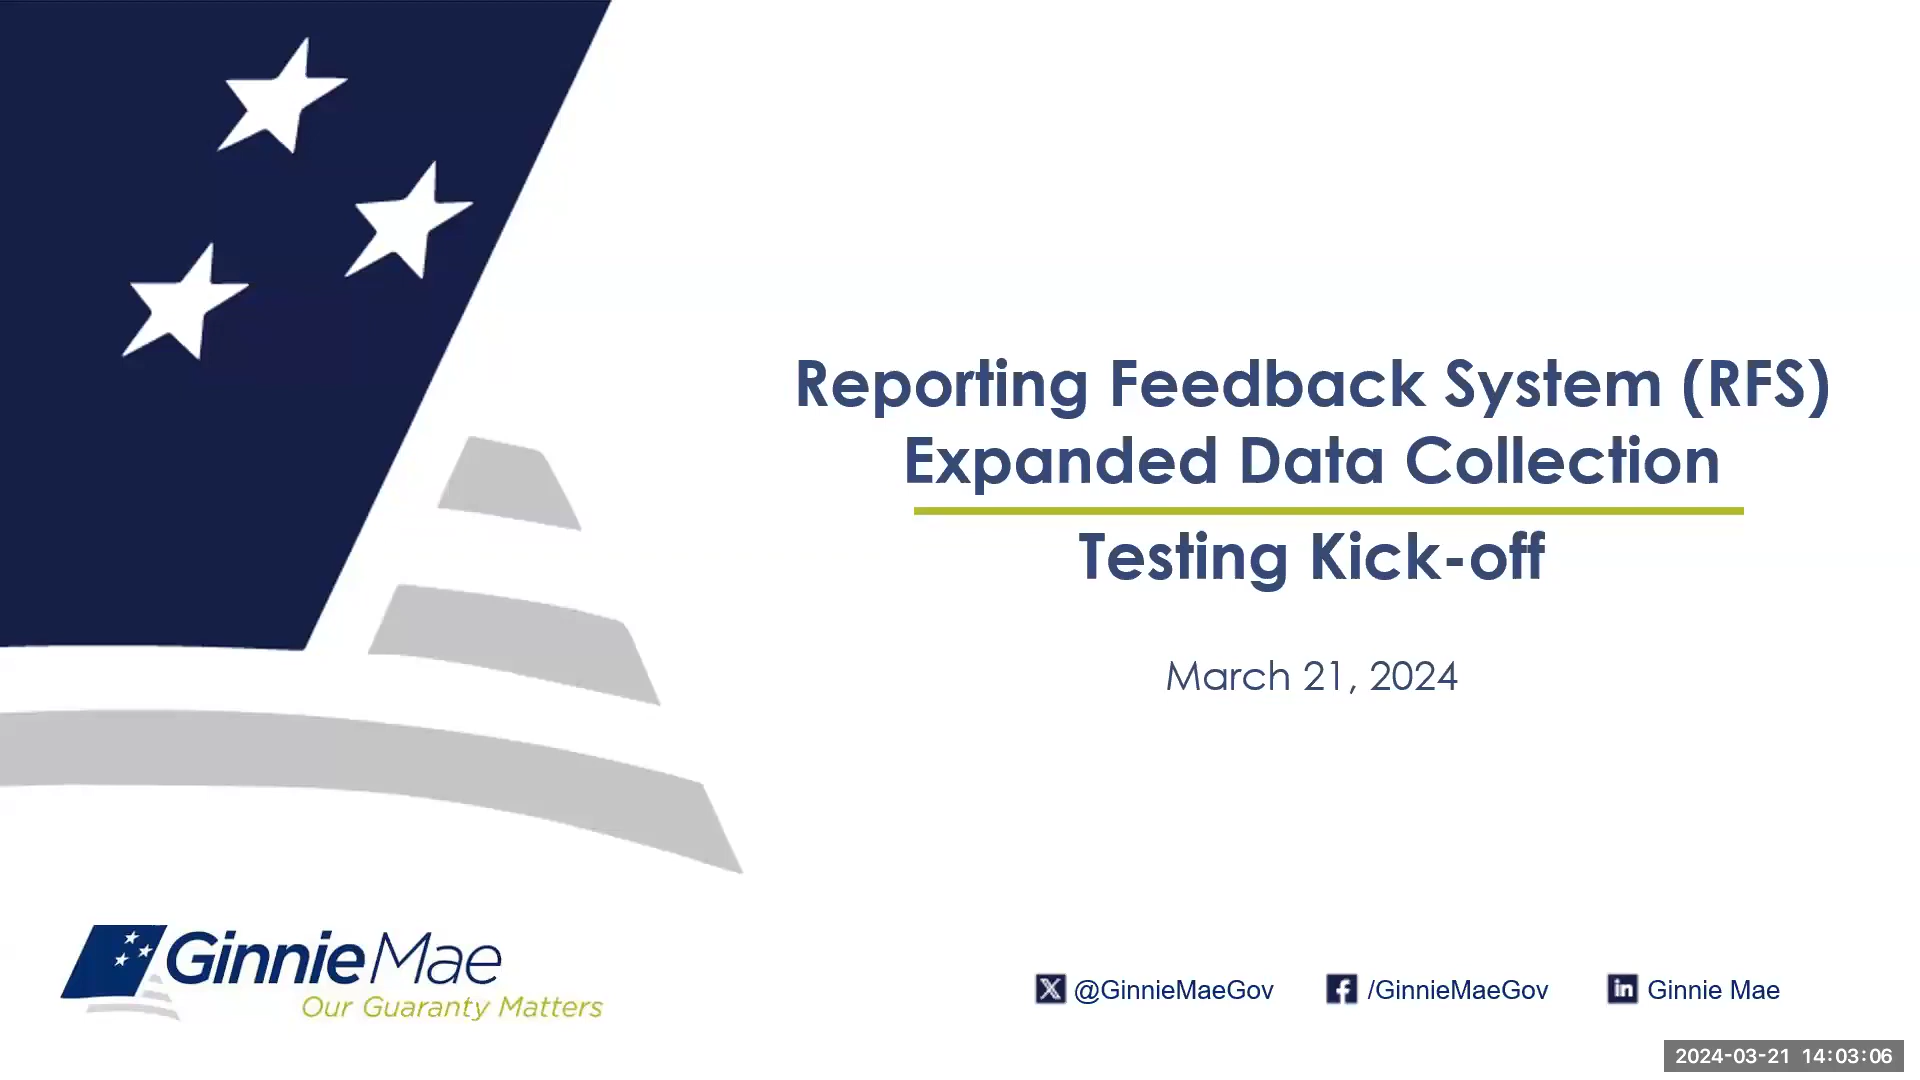 Reporting Feedback System (RFS)
Expanded Data Collection
Testing Kick-off
March 21, 2024
GinnieMae
Our Guaranty Matters
@GinnieMaeGov
/GinnieMaeGov
in Ginnie Mae
2024-03-21 14:03:06